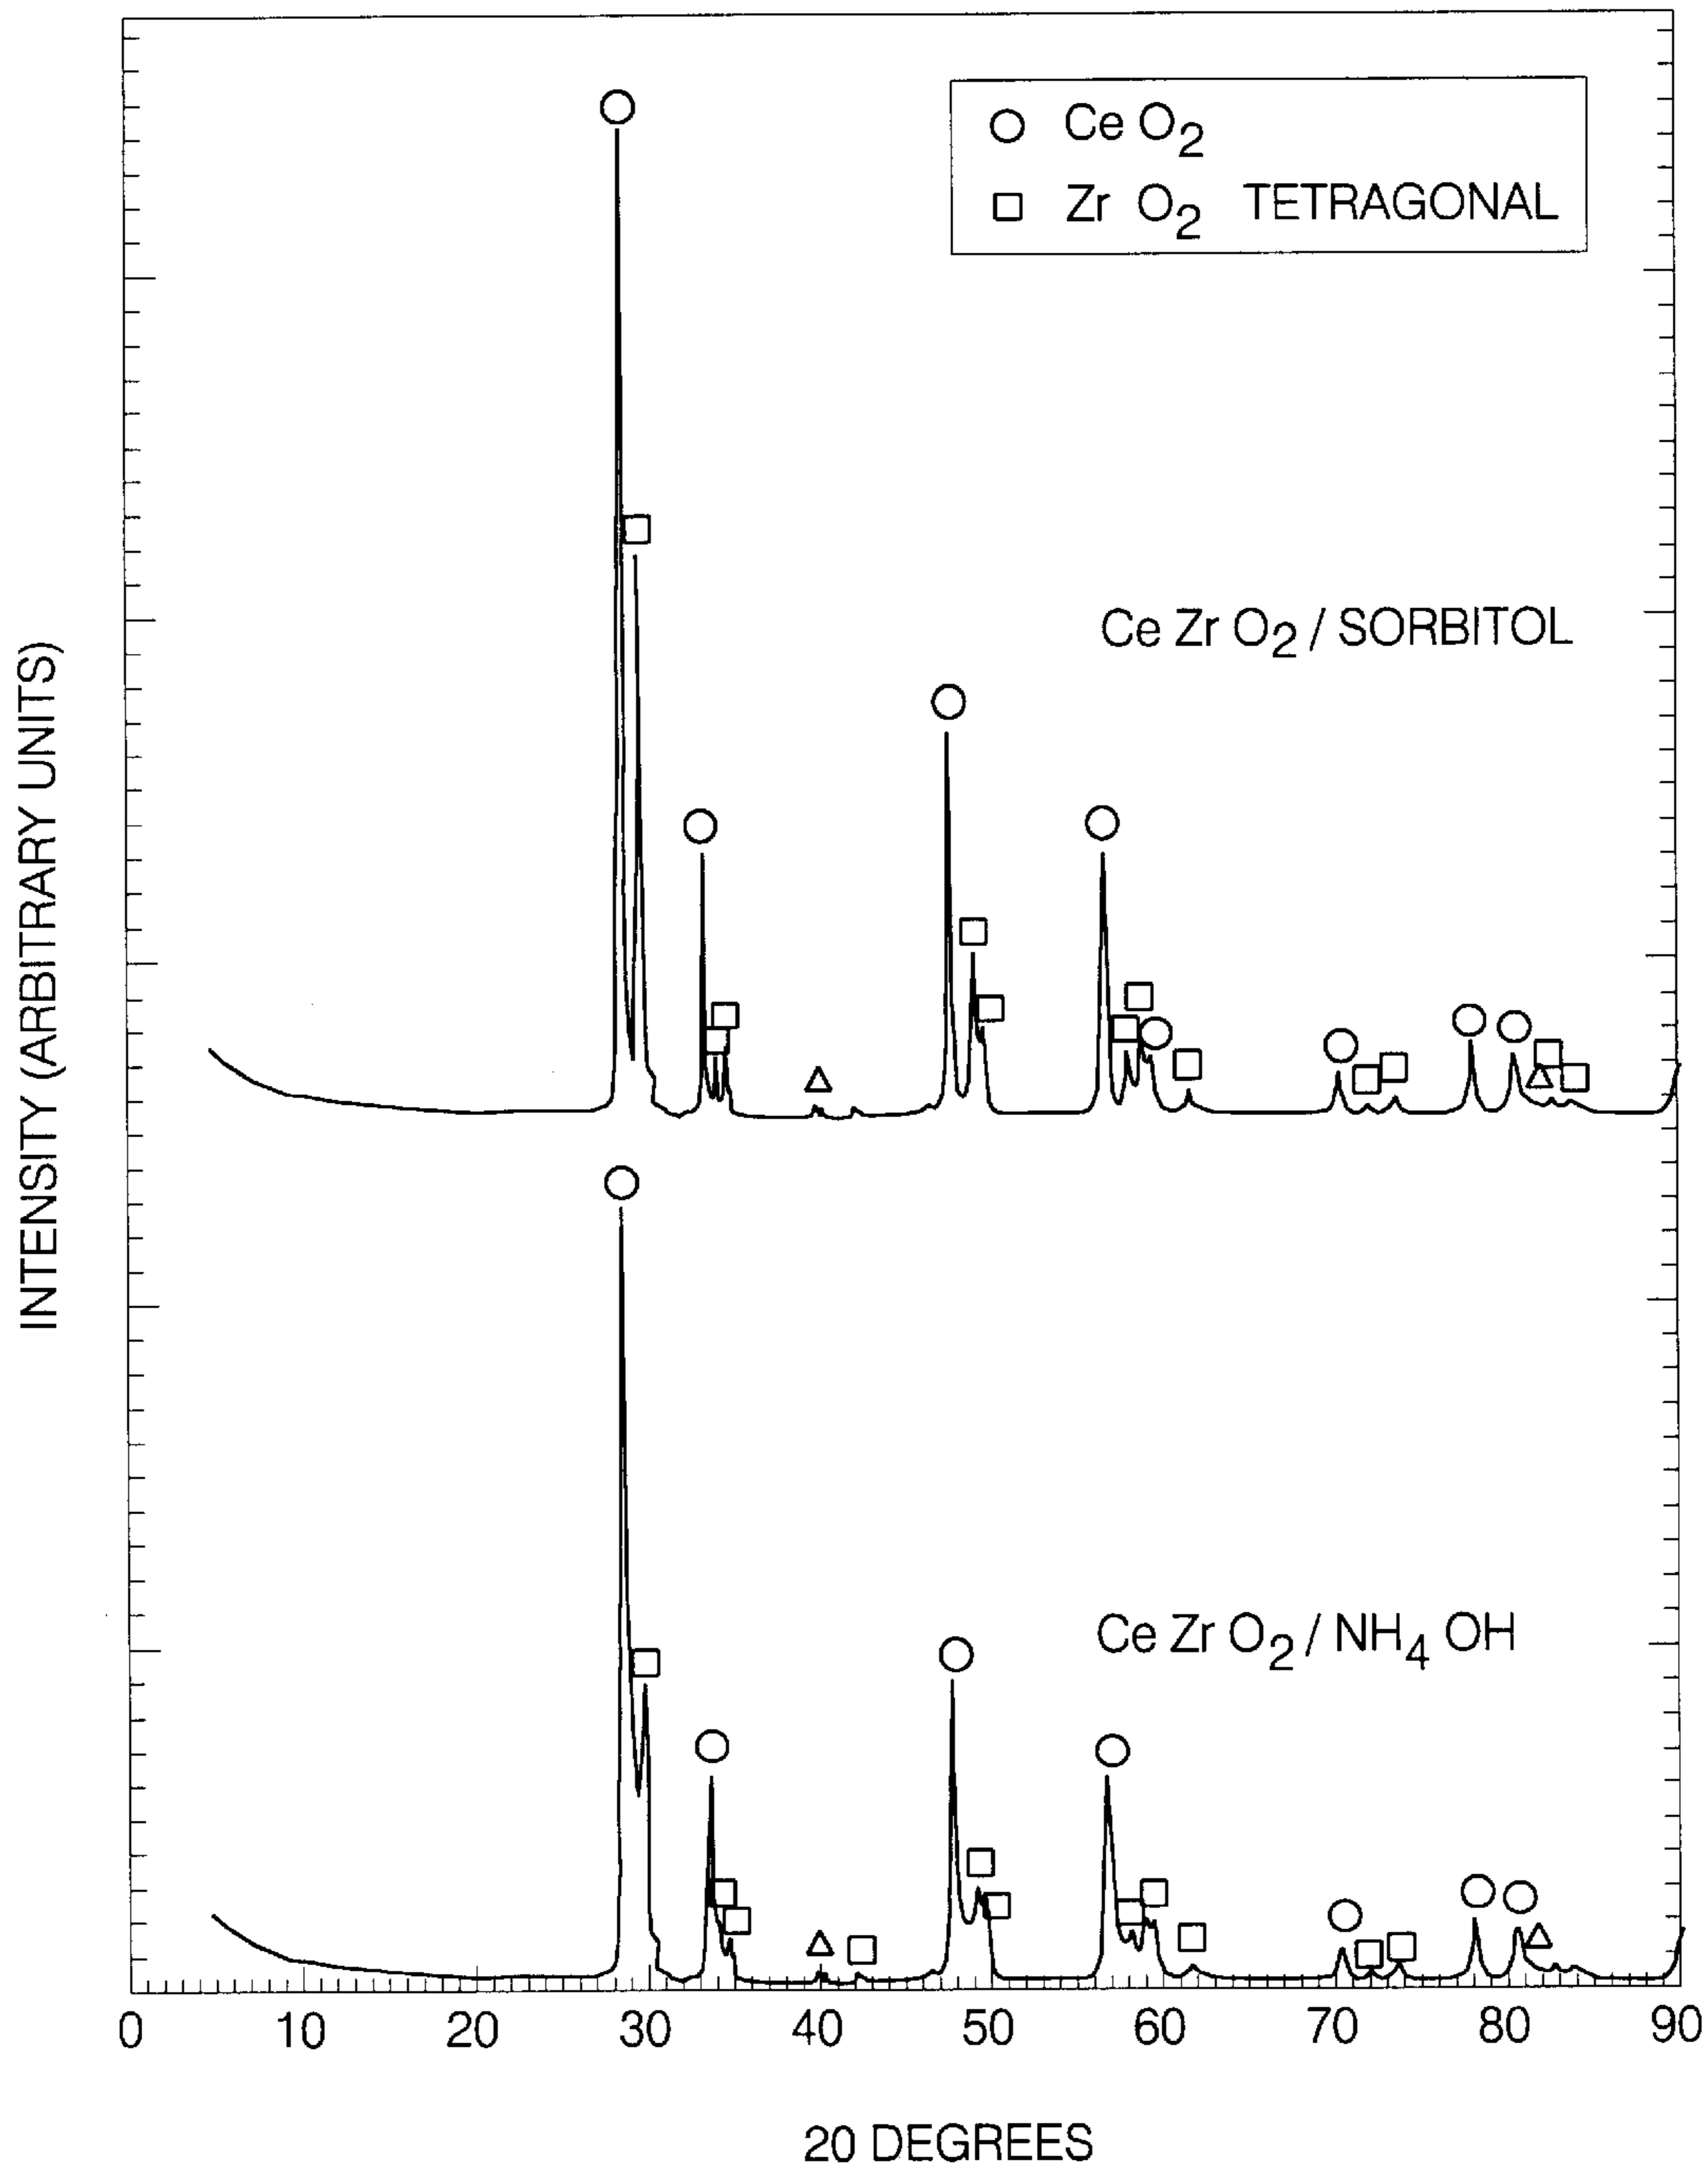 Ce O2
Zr O2 TETRAGONAL
INTENSITY (ARBITRARY UNITS)
Ce Zr O2 / SORBITOL
Ce Zr O2 / NH4 OH
0 10 20 30 40 50 60 70 80 90
20 DEGREES